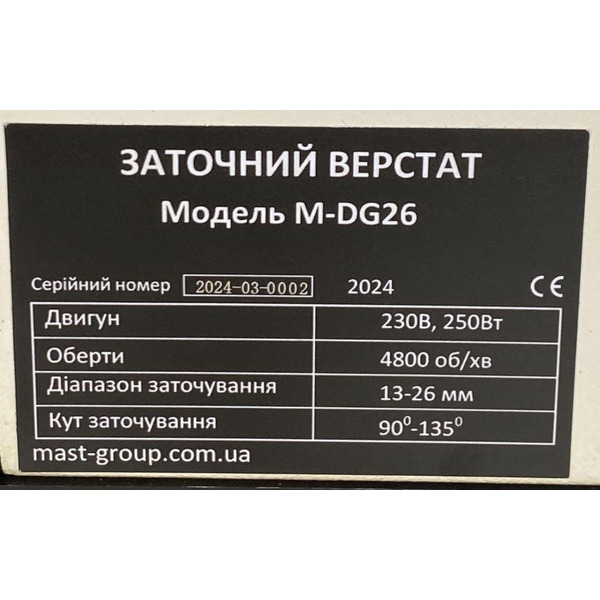 ЗАТОЧНИЙ ВЕРСТАТ
Модель M-DG26
Серійний номер 2024-03-0002 2024 CE
Двигун 230В, 250Вт
Оберти 4800 об/хв
Діапазон заточування 13-26 мм
Кут заточування 90⁰-135⁰
mast-group.com.ua